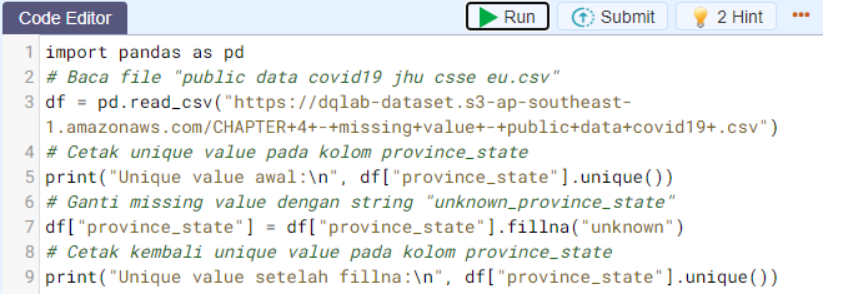 Code Editor Run Submit 2 Hint
1 import pandas as pd
2 # Baca file "public data covid19 jhu csse eu.csv"
3 df = pd.read_csv("https://dqlab-dataset.s3-ap-southeast-
1.amazonaws.com/CHAPTER+4+-+missing+value+-+public+data+covid19+.csv")
4 # Cetak unique value pada kolom province_state
5 print("Unique value awal:\n", df["province_state"].unique())
6 # Ganti missing value dengan string "unknown_province_state"
7 df["province_state"] = df["province_state"].fillna("unknown")
8 # Cetak kembali unique value pada kolom province_state
9 print("Unique value setelah fillna:\n", df["province_state"].unique())